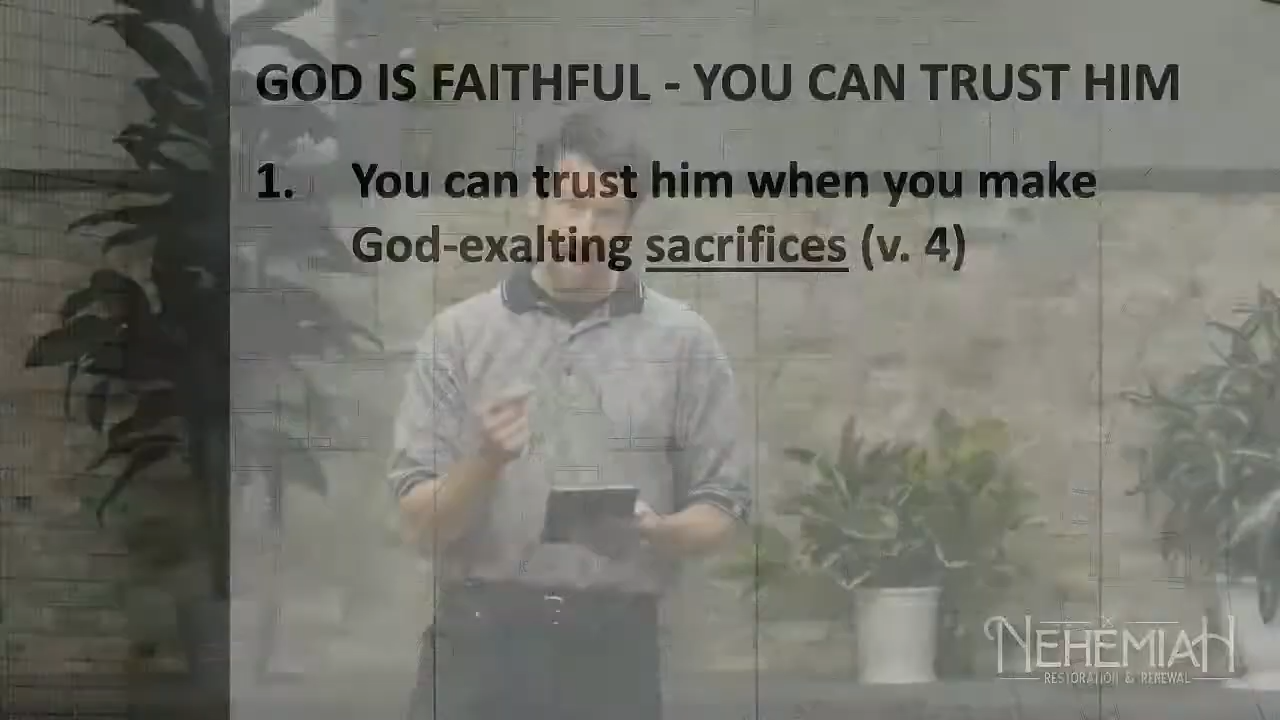 GOD IS FAITHFUL - YOU CAN TRUST HIM
1. You can trust him when you make
God-exalting sacrifices (v. 4)
NEHEMIAH
RESTORATION & RENEWAL